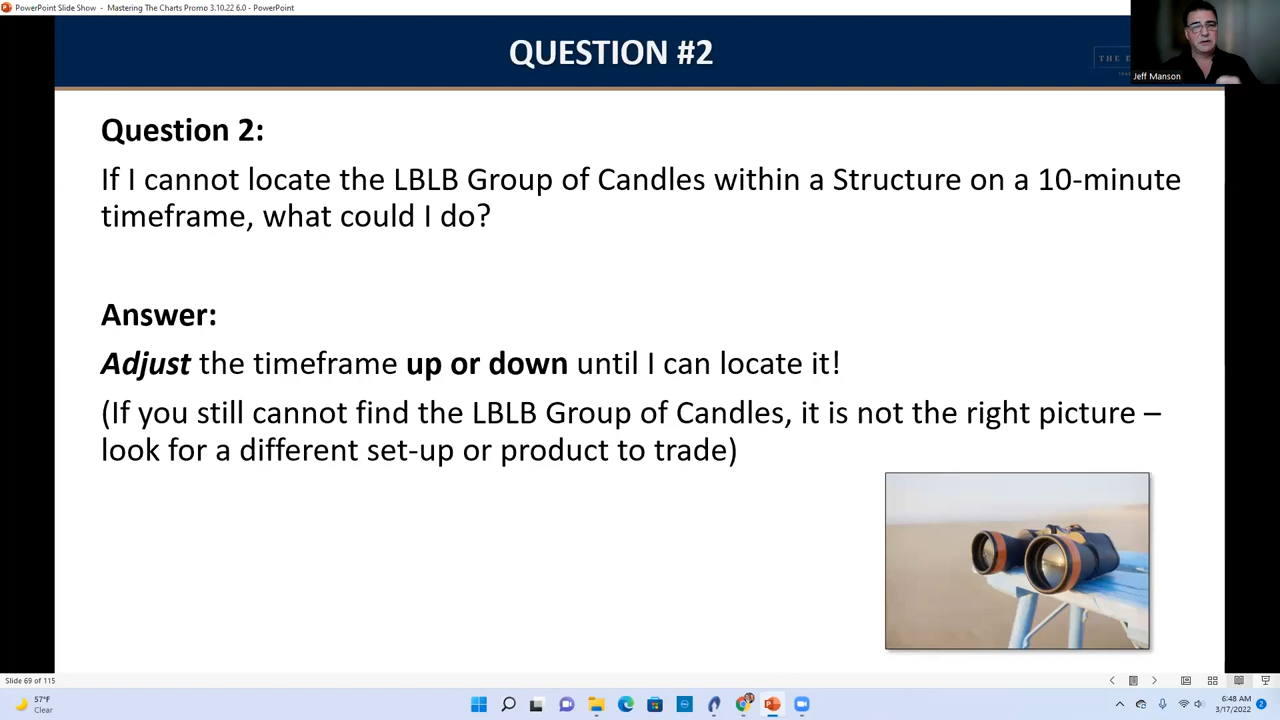 PowerPoint Slide Show - Mastering The Charts Promo 3.10.22 6.0 - PowerPoint
QUESTION #2
THE
Jeff Manson
Question 2:
If I cannot locate the LBLB Group of Candles within a Structure on a 10-minute
timeframe, what could I do?
Answer:
Adjust the timeframe up or down until I can locate it!
(If you still cannot find the LBLB Group of Candles, it is not the right picture –
look for a different set-up or product to trade)
Slide 69 of 115
57°F
Clear
6:48 AM
3/17/2022